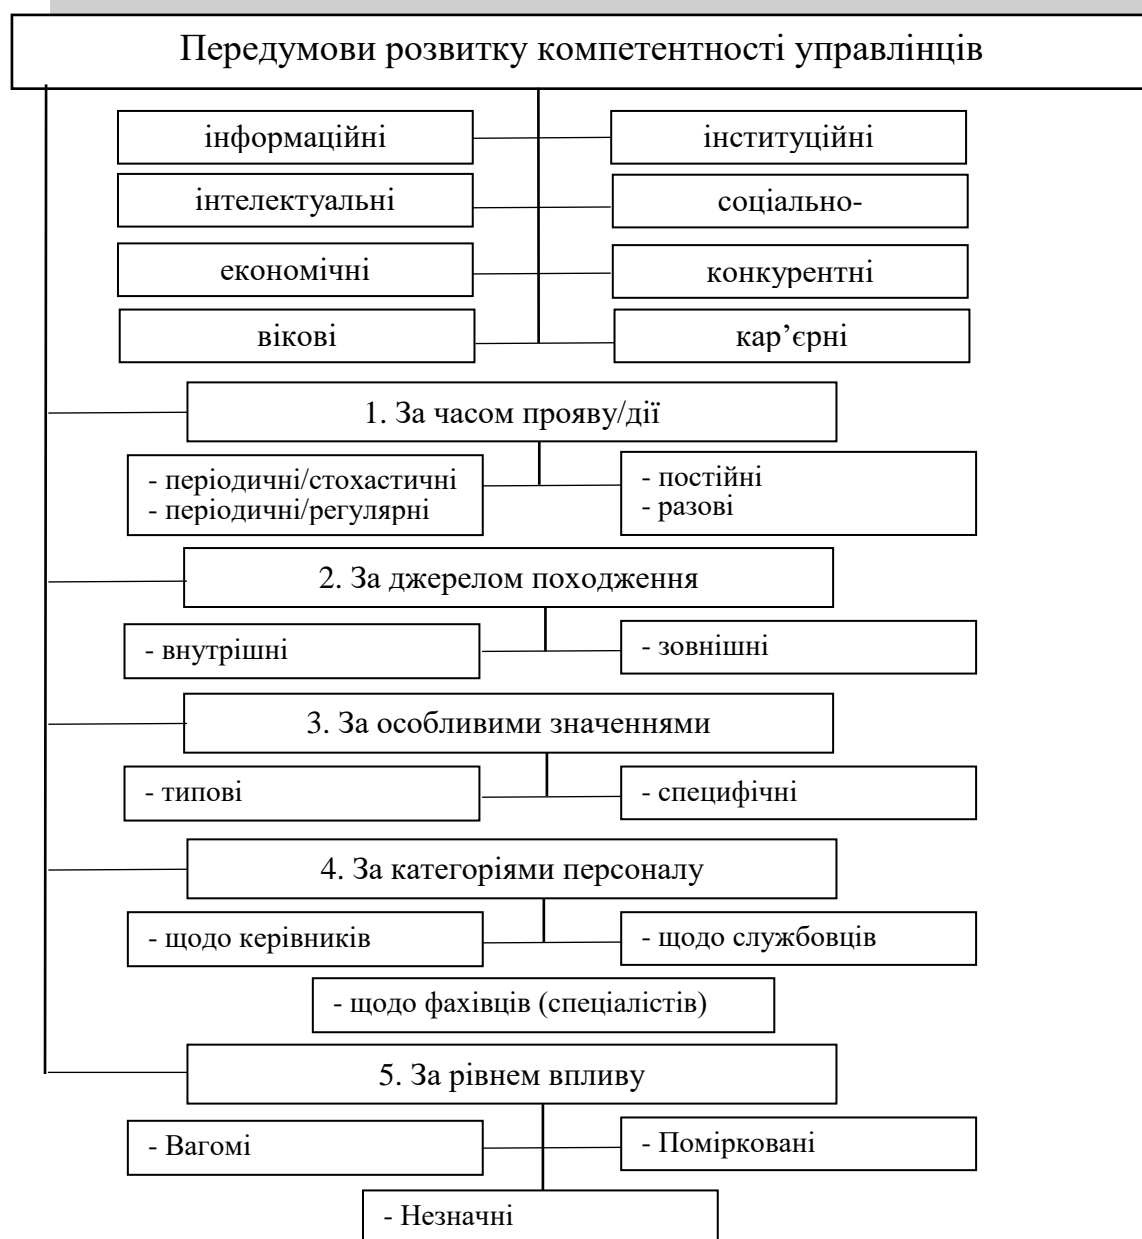 Передумови розвитку компетентності управлінців
інформаційні
інституційні
інтелектуальні
соціально-
економічні
конкурентні
вікові
кар’єрні
1. За часом прояву/дії
- періодичні/стохастичні
- періодичні/регулярні
- постійні
- разові
2. За джерелом походження
- внутрішні
- зовнішні
3. За особливими значеннями
- типові
- специфічні
4. За категоріями персоналу
- щодо керівників
- щодо службовців
- щодо фахівців (спеціалістів)
5. За рівнем впливу
- Вагомі
- Помірковані
- Незначні